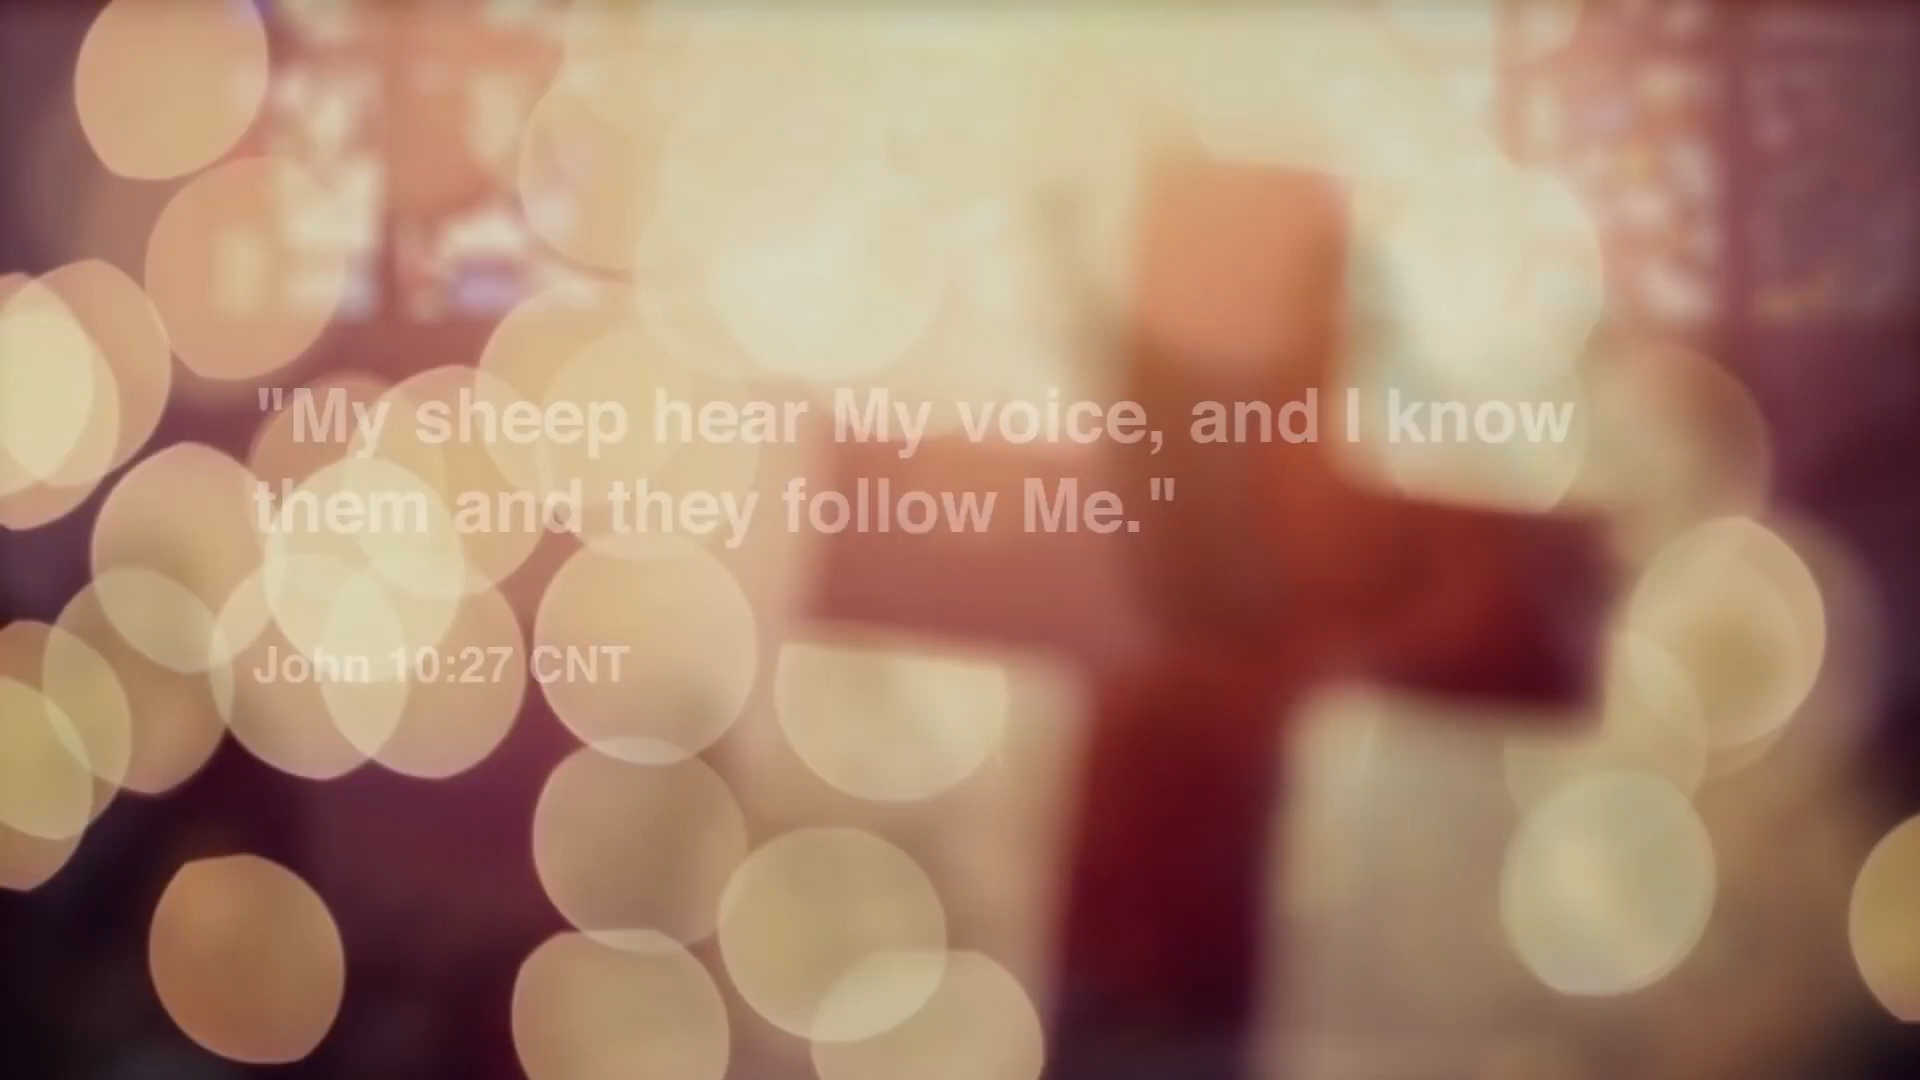 "My sheep hear My voice, and I know
them and they follow Me."
John 10:27 CNT